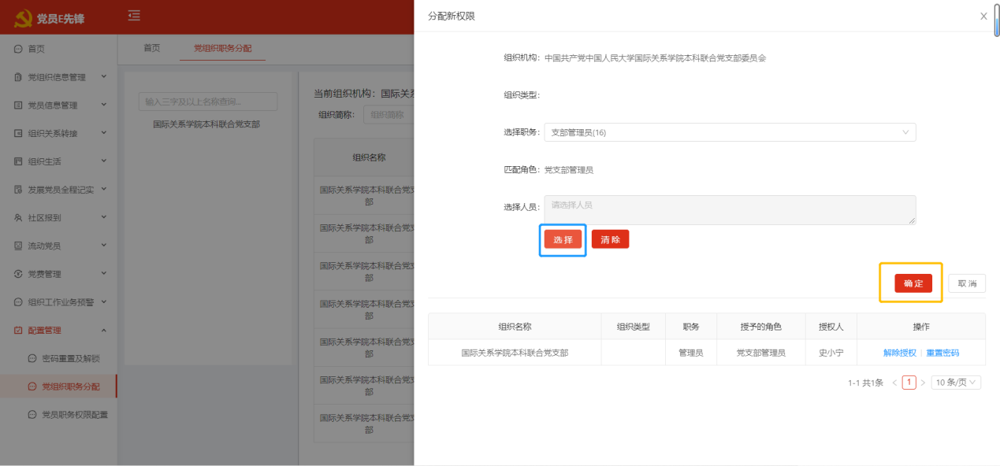 党员E先锋
首页
党组织信息管理
党员信息管理
组织关系转接
组织生活
发展党员全程记实
社区报到
流动党员
党费管理
组织工作业务预警
配置管理
密码重置及解锁
党组织职务分配
党员职务权限配置
首页 党组织职务分配
输入三字及以上名称查询...
国际关系学院本科联合党支部
当前组织机构：国际关系
组织简称： 组织简称
组织名称
国际关系学院本科联合党支
部
国际关系学院本科联合党支
部
国际关系学院本科联合党支
部
国际关系学院本科联合党支
部
国际关系学院本科联合党支
部
国际关系学院本科联合党支
部
国际关系学院本科联合党支
部
分配新权限 X
组织机构：中国共产党中国人民大学国际关系学院本科联合党支部委员会
组织类型：
选择职务： 支部管理员(16)
匹配角色：党支部管理员
选择人员： 请选择人员
选择 清除
确定 取消
组织名称 组织类型 职务 授予的角色 授权人 操作
国际关系学院本科联合党支部 管理员 党支部管理员 史小宁 解除授权 | 重置密码
1-1 共1条 < 1 > 10 条/页